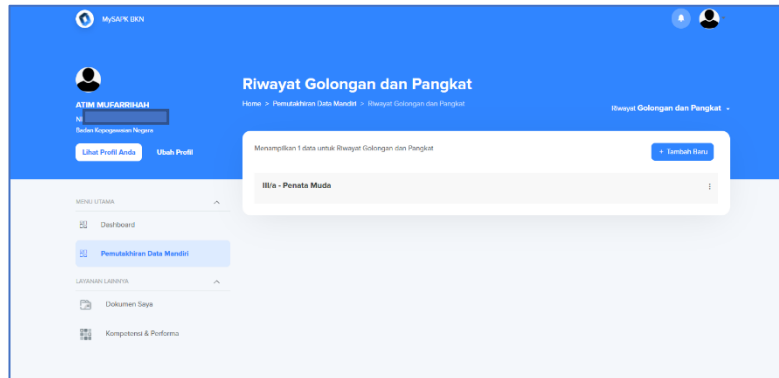 MySAPK BKN
ATIM MUFARRIHAH
NI
Badan Kepegawaian Negara
Lihat Profil Anda
Ubah Profil
Riwayat Golongan dan Pangkat
Home > Pemutakhiran Data Mandiri > Riwayat Golongan dan Pangkat
Riwayat Golongan dan Pangkat
Menampilkan 1 data untuk Riwayat Golongan dan Pangkat
+ Tambah Baru
III/a - Penata Muda
MENU UTAMA
Dashboard
Pemutakhiran Data Mandiri
LAYANAN LAINNYA
Dokumen Saya
Kompetensi & Performa